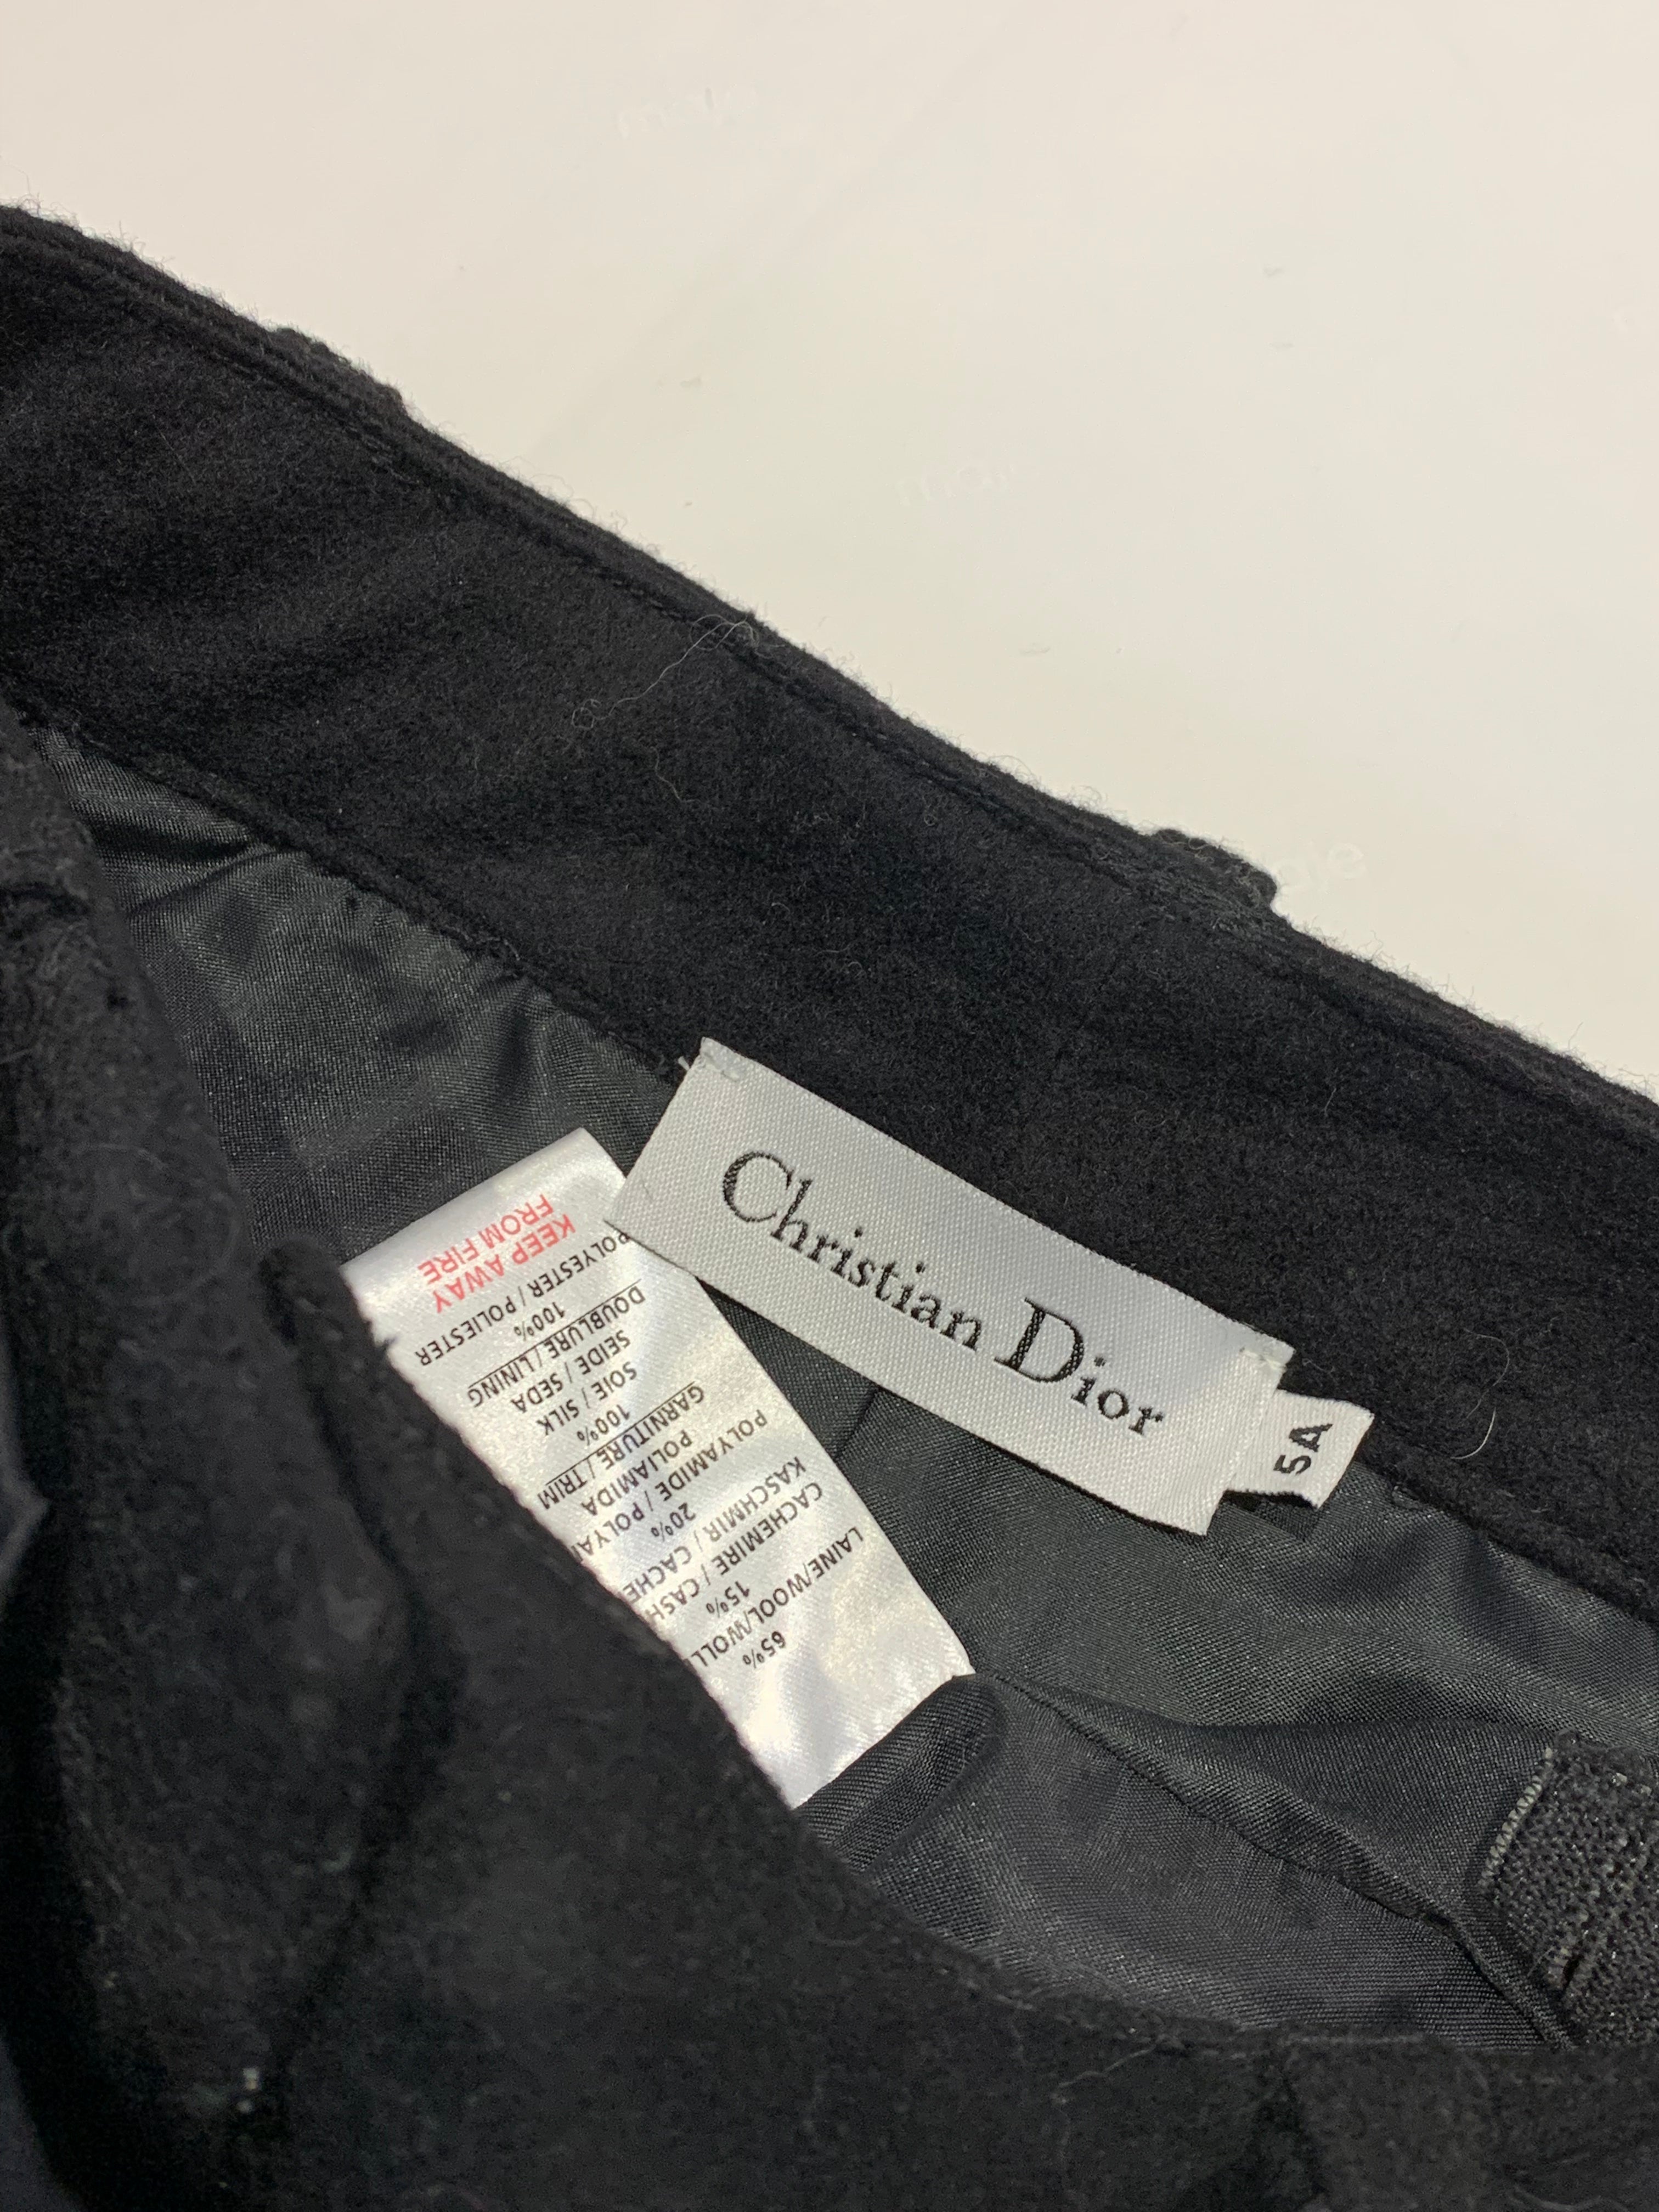 Christian Dior
5A
65%
LAINE/WOOL/WOLL
15%
CACHEMIRE / CASH
KASCHMIR / CACHE
20%
POLYAMIDE / POLYA
POLIAMIDA
GARNITURE / TRIM
100%
SOIE / SILK
SEIDE / SEDA
DOUBLURE / LINING
100%
POLYESTER / POLIESTER
KEEP AWAY
FROM FIRE